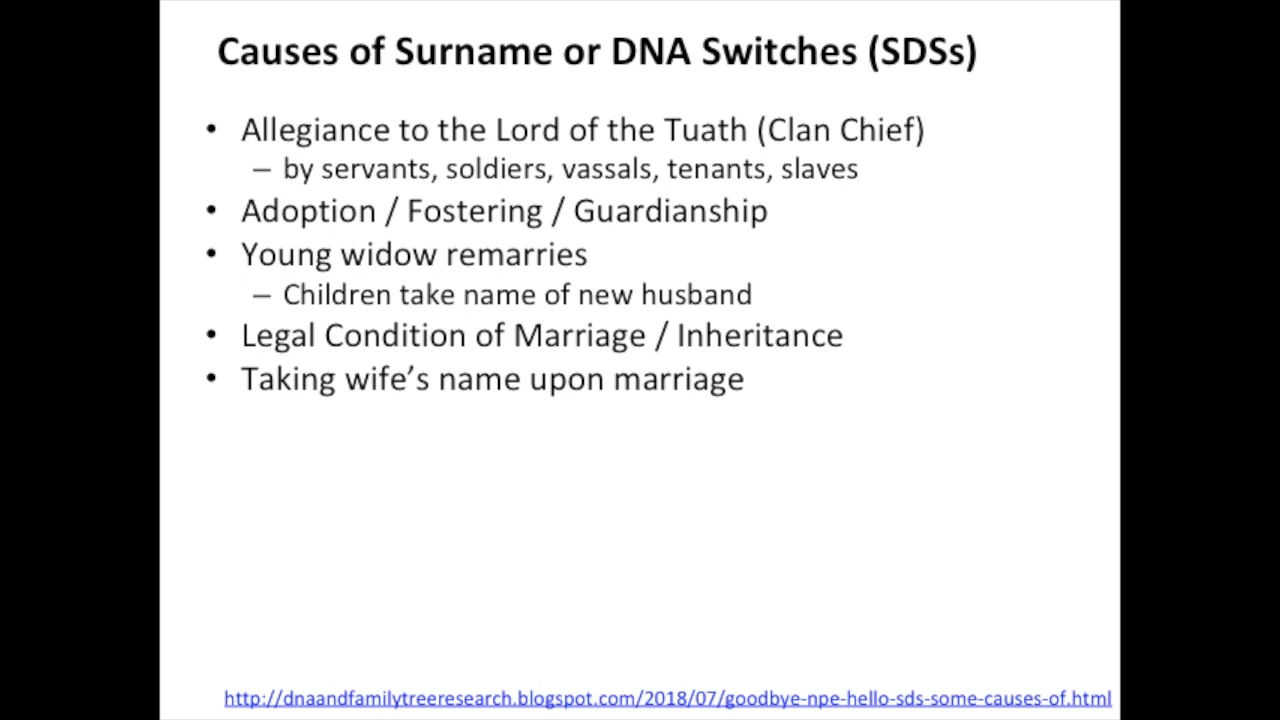 Causes of Surname or DNA Switches (SDSs)
• Allegiance to the Lord of the Tuath (Clan Chief)
– by servants, soldiers, vassals, tenants, slaves
• Adoption / Fostering / Guardianship
• Young widow remarries
– Children take name of new husband
• Legal Condition of Marriage / Inheritance
• Taking wife’s name upon marriage
http://dnaandfamilytreeresearch.blogspot.com/2018/07/goodbye-npe-hello-sds-some-causes-of.html